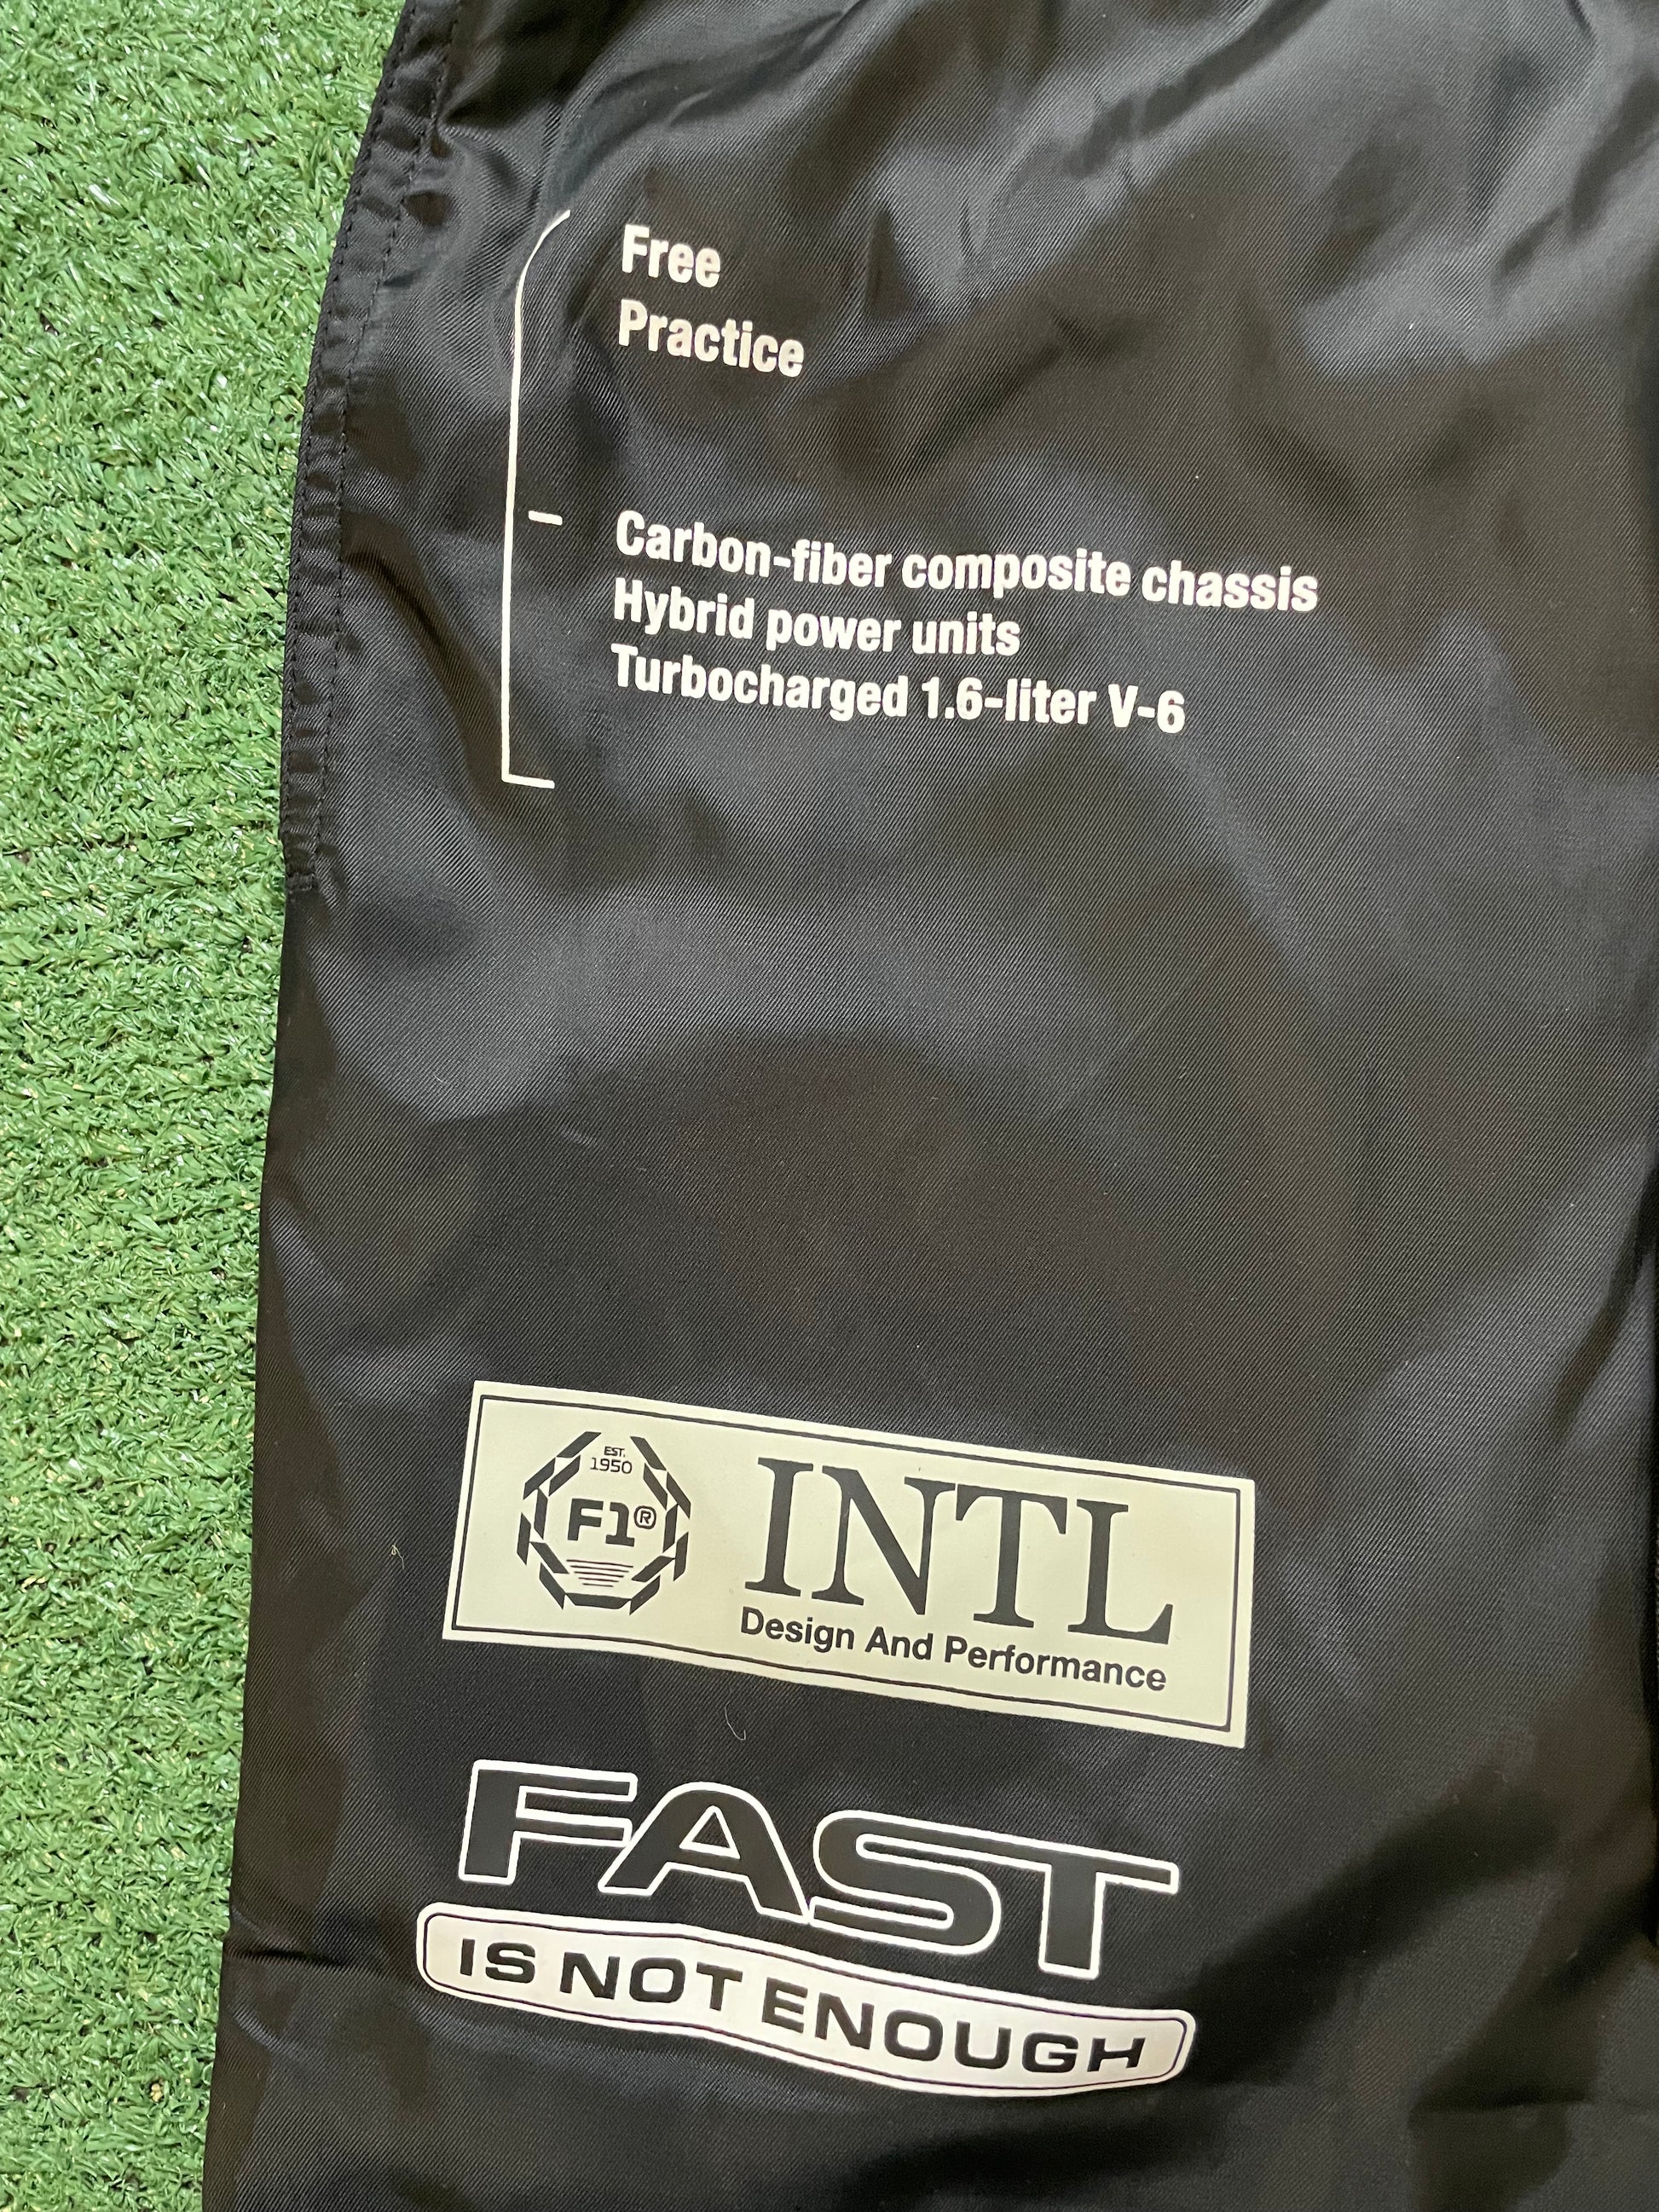 Free
Practice
Carbon-fiber composite chassis
Hybrid power units
Turbocharged 1.6-liter V-6
EST.
1950
F1®
INTL
Design And Performance
FAST
IS NOT ENOUGH